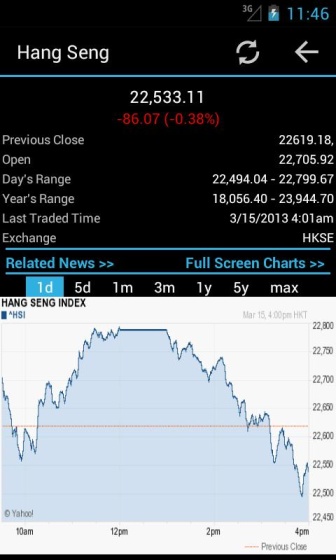 3G 11:46
Hang Seng
22,533.11
-86.07 (-0.38%)
Previous Close 22619.18,
Open 22,705.92
Day's Range 22,494.04 - 22,799.67
Year's Range 18,056.40 - 23,944.70
Last Traded Time 3/15/2013 4:01am
Exchange HKSE
Related News >> Full Screen Charts >>
1d 5d 1m 3m 1y 5y max
HANG SENG INDEX
^HSI Mar 15, 4:00pm HKT
22,800
22,750
22,700
22,650
22,600
22,550
22,500
22,450
© Yahoo!
10am 12pm 2pm 4pm
Previous Close